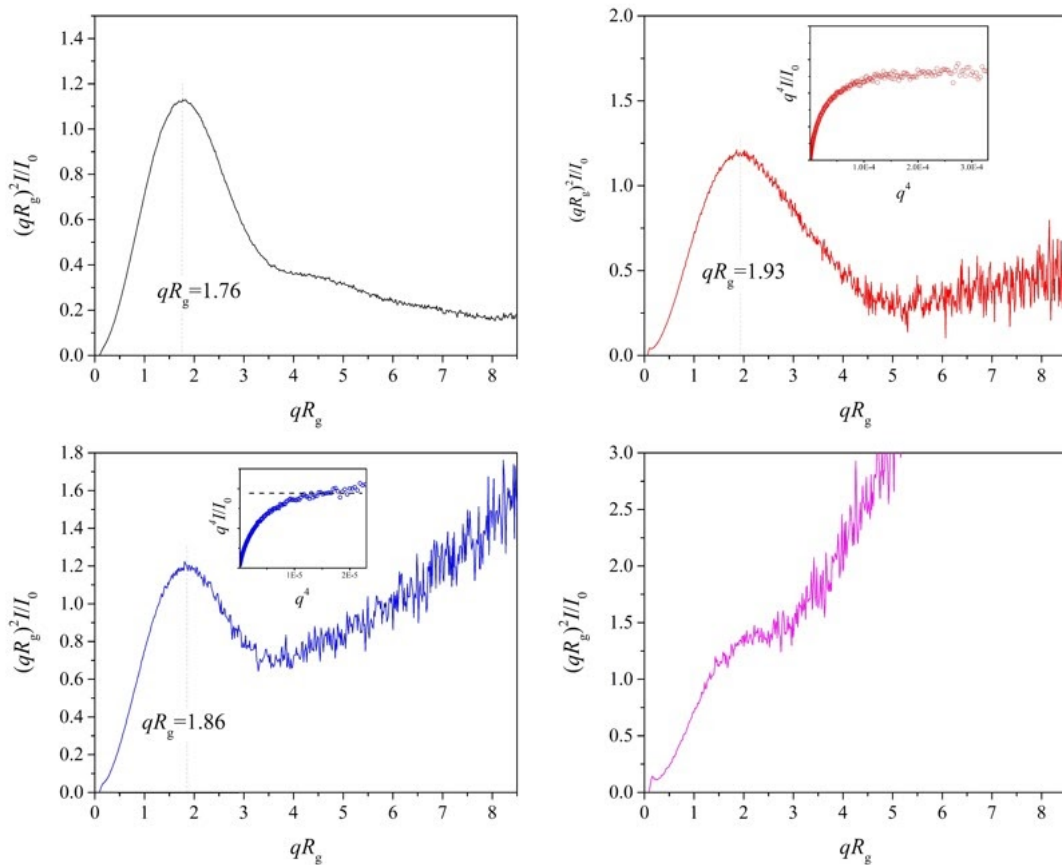 1.4
1.2
1.0
0.8
0.6
0.4
0.2
0.0
(qRg)²I/I0
qRg=1.76
0 1 2 3 4 5 6 7 8
qRg
2.0
1.5
1.0
0.5
0.0
(qRg)²I/I0
q⁴I/I0
1.0E-4 2.0E-4 3.0E-4
q⁴
qRg=1.93
0 1 2 3 4 5 6 7 8
qRg
1.8
1.6
1.4
1.2
1.0
0.8
0.6
0.4
0.2
0.0
(qRg)²I/I0
q⁴I/I0
1E-5 2E-5
q⁴
qRg=1.86
0 1 2 3 4 5 6 7 8
qRg
3.0
2.5
2.0
1.5
1.0
0.5
0.0
(qRg)²I/I0
0 1 2 3 4 5 6 7 8
qRg